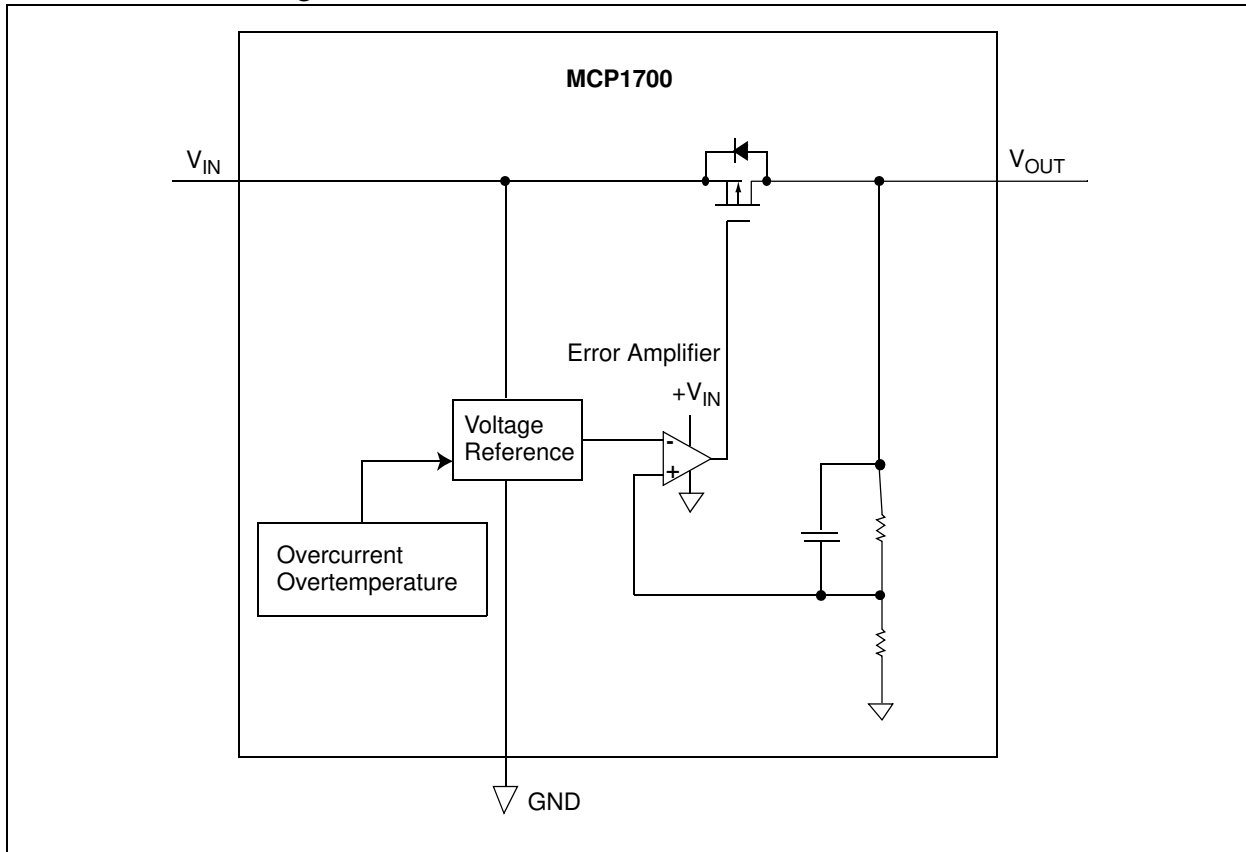 MCP1700
VIN
VOUT
Error Amplifier
+VIN
Voltage
Reference
-
+
Overcurrent
Overtemperature
GND